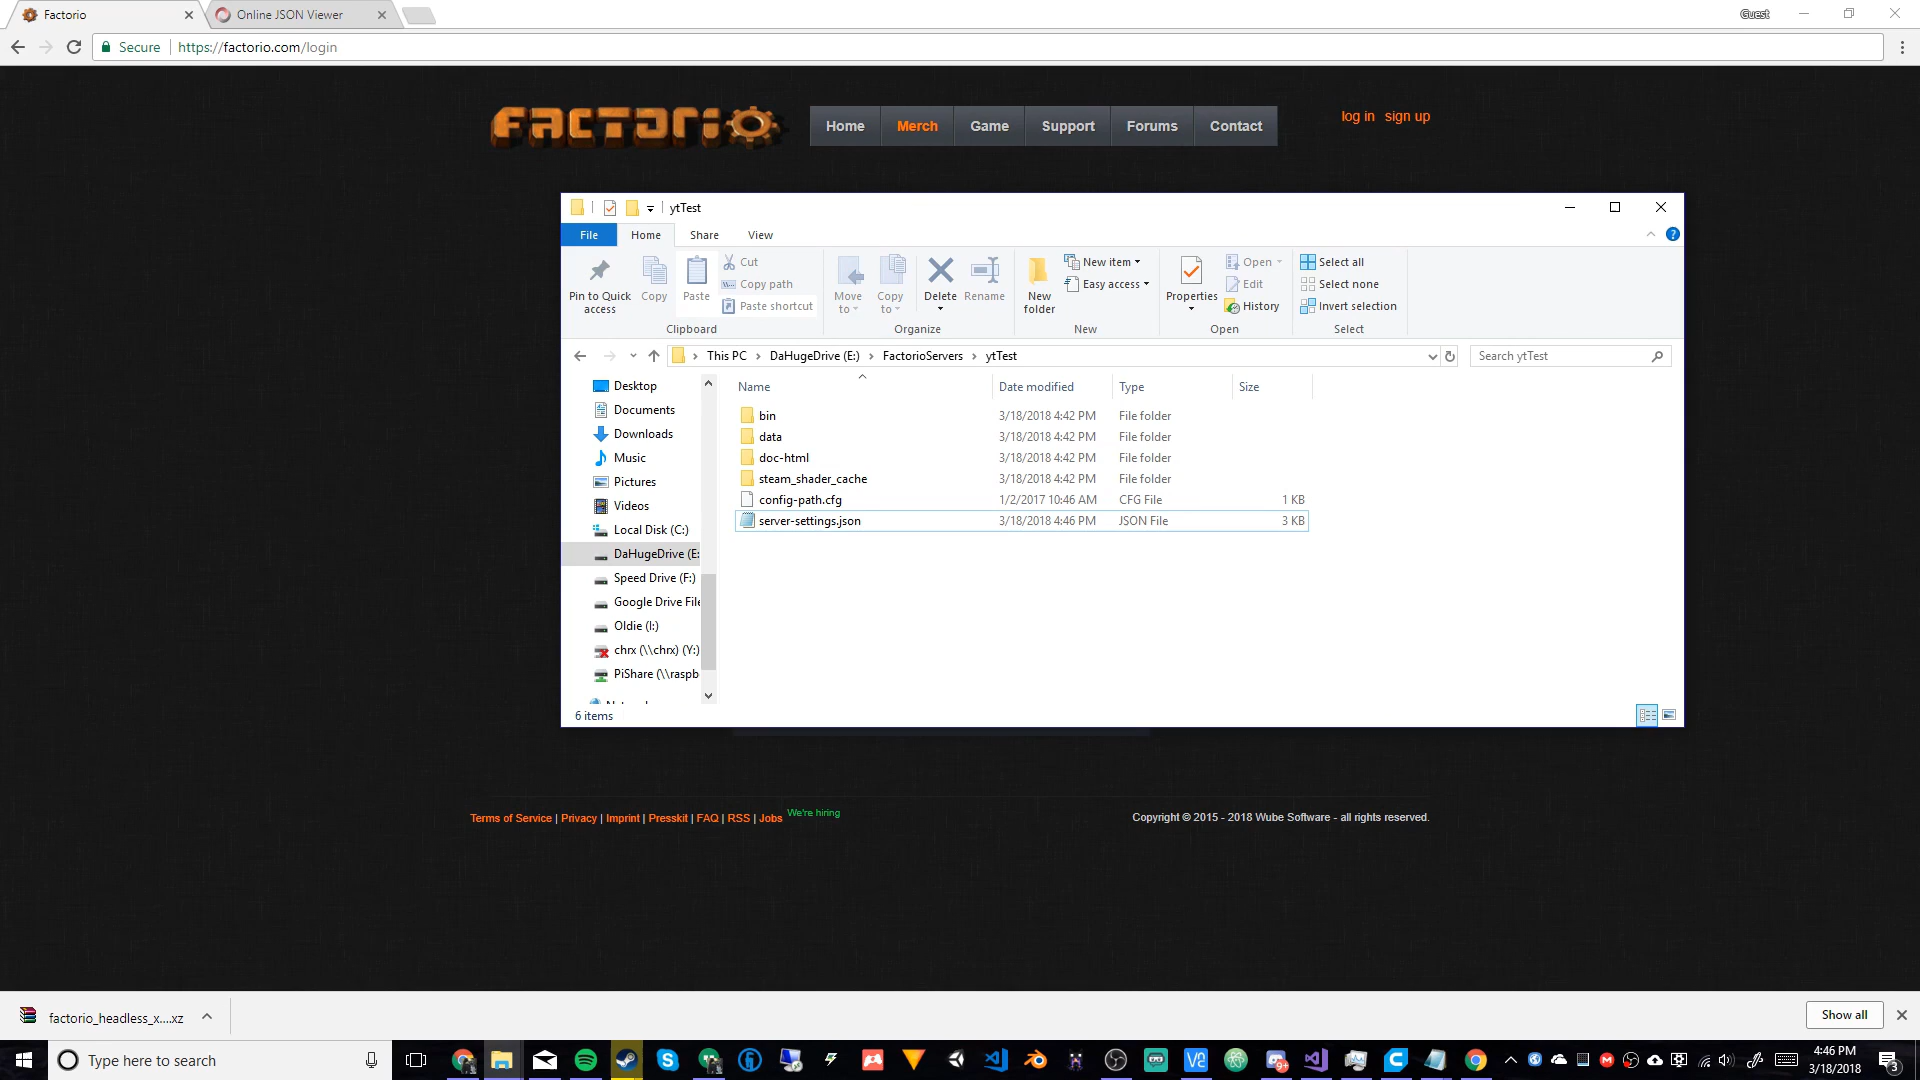 Factorio
Online JSON Viewer
Guest
Secure
https://factorio.com/login
FACTORIO
Home
Merch
Game
Support
Forums
Contact
log in
sign up
ytTest
File
Home
Share
View
Pin to Quick access
Copy
Paste
Cut
Copy path
Paste shortcut
Clipboard
Move to
Copy to
Delete
Rename
Organize
New folder
New item
Easy access
New
Properties
Open
Edit
History
Open
Select all
Select none
Invert selection
Select
This PC
DaHugeDrive (E:)
FactorioServers
ytTest
Search ytTest
Desktop
Documents
Downloads
Music
Pictures
Videos
Local Disk (C:)
DaHugeDrive (E:
Speed Drive (F:)
Google Drive File
Oldie (I:)
chrx (\\chrx) (Y:)
PiShare (\\raspb
Name Date modified Type Size
bin 3/18/2018 4:42 PM File folder
data 3/18/2018 4:42 PM File folder
doc-html 3/18/2018 4:42 PM File folder
steam_shader_cache 3/18/2018 4:42 PM File folder
config-path.cfg 1/2/2017 10:46 AM CFG File 1 KB
server-settings.json 3/18/2018 4:46 PM JSON File 3 KB
6 items
Terms of Service | Privacy | Imprint | Presskit | FAQ | RSS | Jobs We're hiring
Copyright © 2015 - 2018 Wube Software - all rights reserved.
factorio_headless_x....xz
Show all
Type here to search
4:46 PM
3/18/2018
3